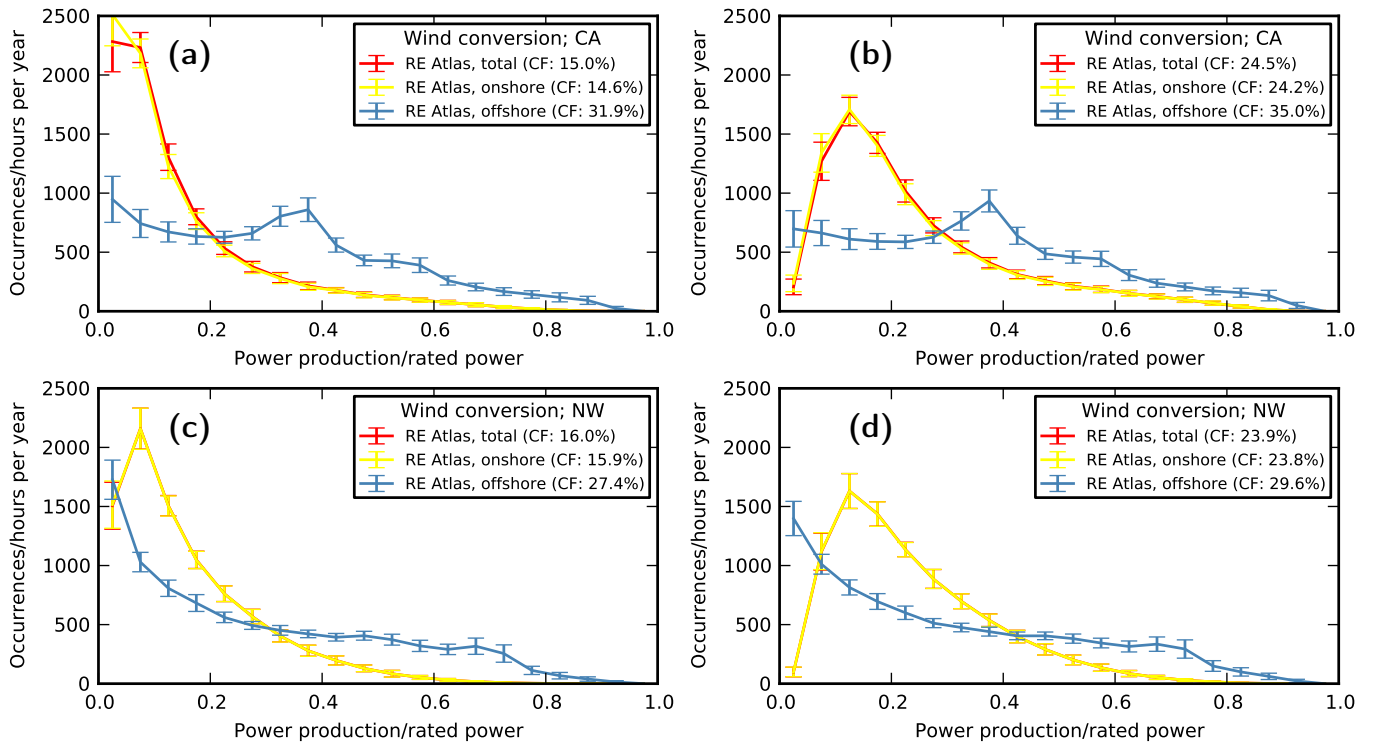 (a)
Wind conversion; CA
RE Atlas, total (CF: 15.0%)
RE Atlas, onshore (CF: 14.6%)
RE Atlas, offshore (CF: 31.9%)
Occurrences/hours per year
2500
2000
1500
1000
500
0
0.0 0.2 0.4 0.6 0.8 1.0
Power production/rated power
(b)
Wind conversion; CA
RE Atlas, total (CF: 24.5%)
RE Atlas, onshore (CF: 24.2%)
RE Atlas, offshore (CF: 35.0%)
Occurrences/hours per year
2500
2000
1500
1000
500
0
0.0 0.2 0.4 0.6 0.8 1.0
Power production/rated power
(c)
Wind conversion; NW
RE Atlas, total (CF: 16.0%)
RE Atlas, onshore (CF: 15.9%)
RE Atlas, offshore (CF: 27.4%)
Occurrences/hours per year
2500
2000
1500
1000
500
0
0.0 0.2 0.4 0.6 0.8 1.0
Power production/rated power
(d)
Wind conversion; NW
RE Atlas, total (CF: 23.9%)
RE Atlas, onshore (CF: 23.8%)
RE Atlas, offshore (CF: 29.6%)
Occurrences/hours per year
2500
2000
1500
1000
500
0
0.0 0.2 0.4 0.6 0.8 1.0
Power production/rated power